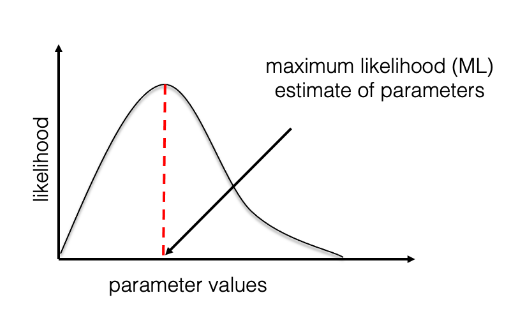 maximum likelihood (ML)
estimate of parameters
likelihood
parameter values